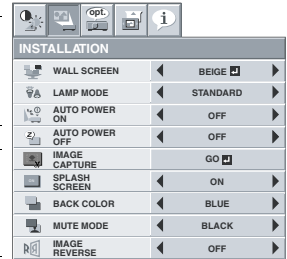 opt.
i
INSTALLATION
WALL SCREEN BEIGE
LAMP MODE STANDARD
AUTO POWER
ON
OFF
Z)
AUTO POWER
OFF
OFF
IMAGE
CAPTURE
GO
SPLASH
SCREEN
ON
BACK COLOR BLUE
MUTE MODE BLACK
IMAGE
REVERSE
OFF